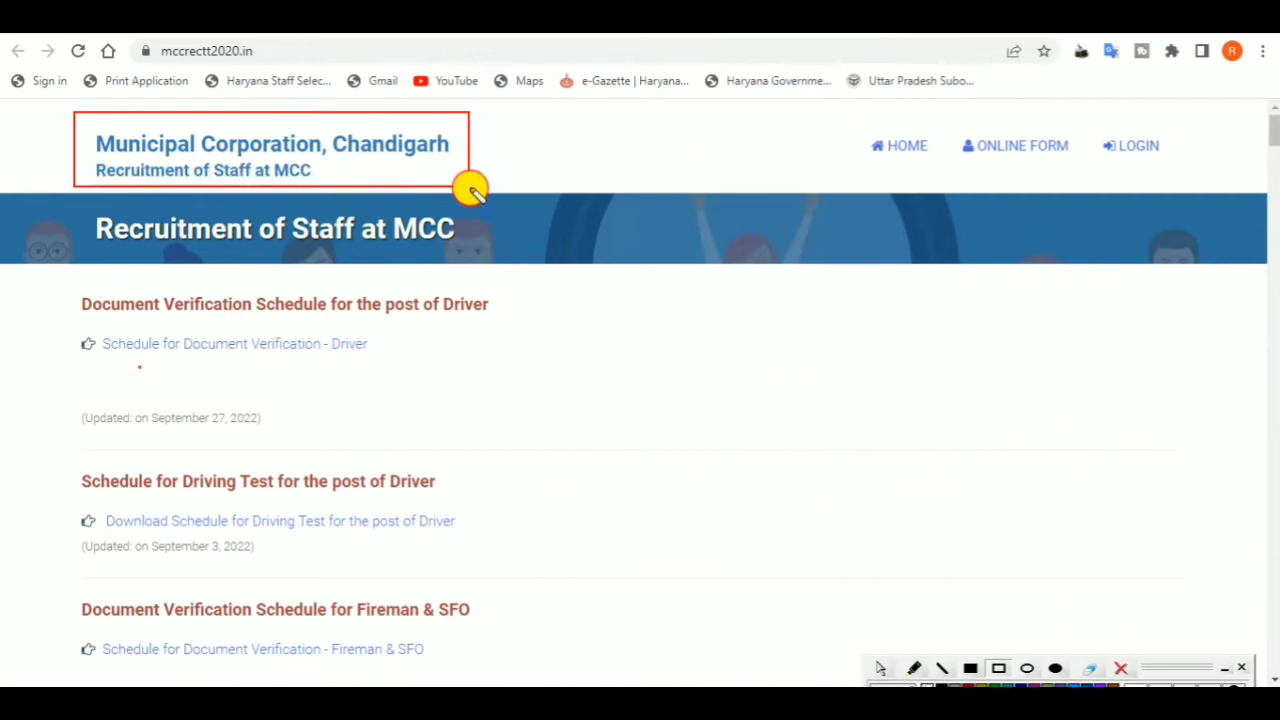 mccrectt2020.in
R
Sign in
Print Application
Haryana Staff Selec...
Gmail
YouTube
Maps
e-Gazette | Haryana...
Haryana Governme...
Uttar Pradesh Subo...
Municipal Corporation, Chandigarh
Recruitment of Staff at MCC
HOME
ONLINE FORM
LOGIN
Recruitment of Staff at MCC
Document Verification Schedule for the post of Driver
Schedule for Document Verification - Driver
(Updated: on September 27, 2022)
Schedule for Driving Test for the post of Driver
Download Schedule for Driving Test for the post of Driver
(Updated: on September 3, 2022)
Document Verification Schedule for Fireman & SFO
Schedule for Document Verification - Fireman & SFO